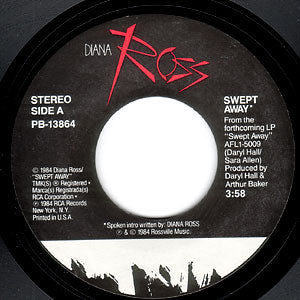 DIANA
ROSS
STEREO
SIDE A
PB-13864
SWEPT
AWAY*
From the
forthcoming LP
"Swept Away"
AFL1-5009
(Daryl Hall/
Sara Allen)
Produced by
Daryl Hall &
Arthur Baker
3:58
© 1984 Diana Ross/
"SWEPT AWAY"
TMK(S) ® Registered •
Marca(s) Registrada(s)
RCA Corporation
℗ 1984 RCA Records
New York, N.Y.
Printed in U.S.A.
*Spoken intro written by: DIANA ROSS
℗ & © 1984 Rossville Music.